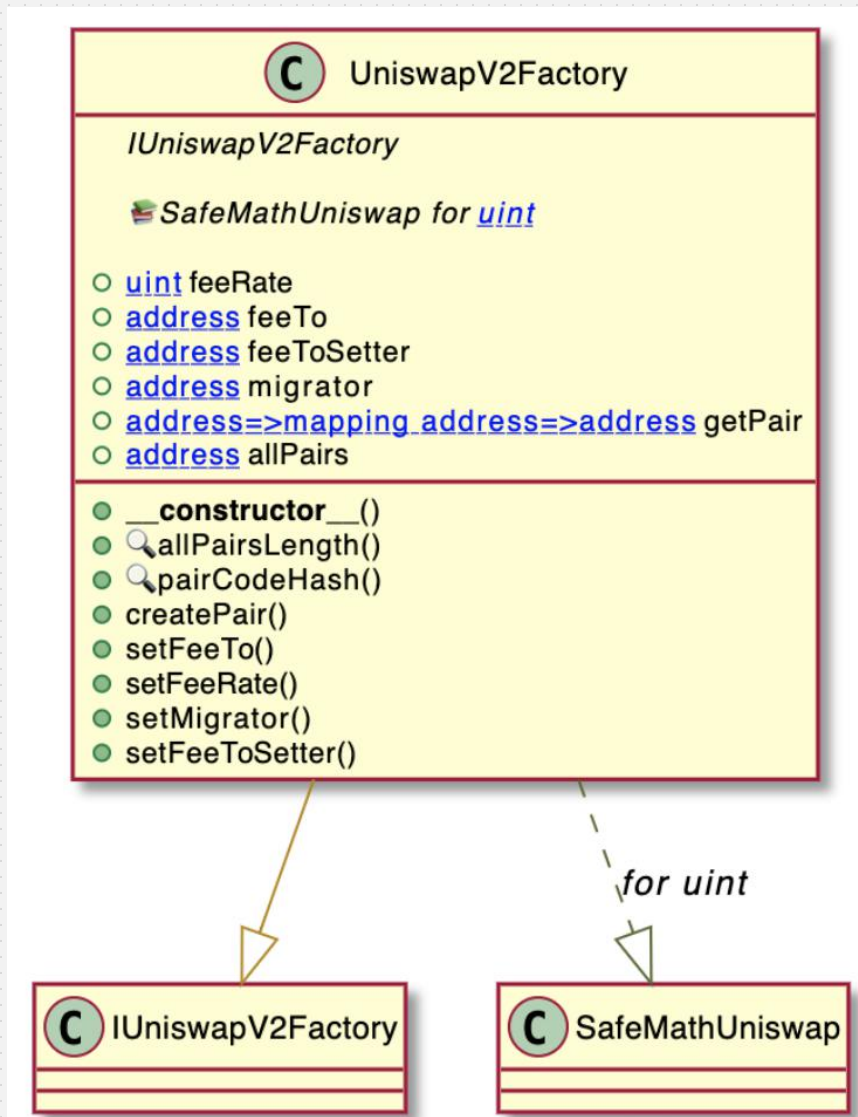 C UniswapV2Factory
IUniswapV2Factory
SafeMathUniswap for uint
uint feeRate
address feeTo
address feeToSetter
address migrator
address=>mapping address=>address getPair
address allPairs
__constructor__()
allPairsLength()
pairCodeHash()
createPair()
setFeeTo()
setFeeRate()
setMigrator()
setFeeToSetter()
for uint
C IUniswapV2Factory
C SafeMathUniswap